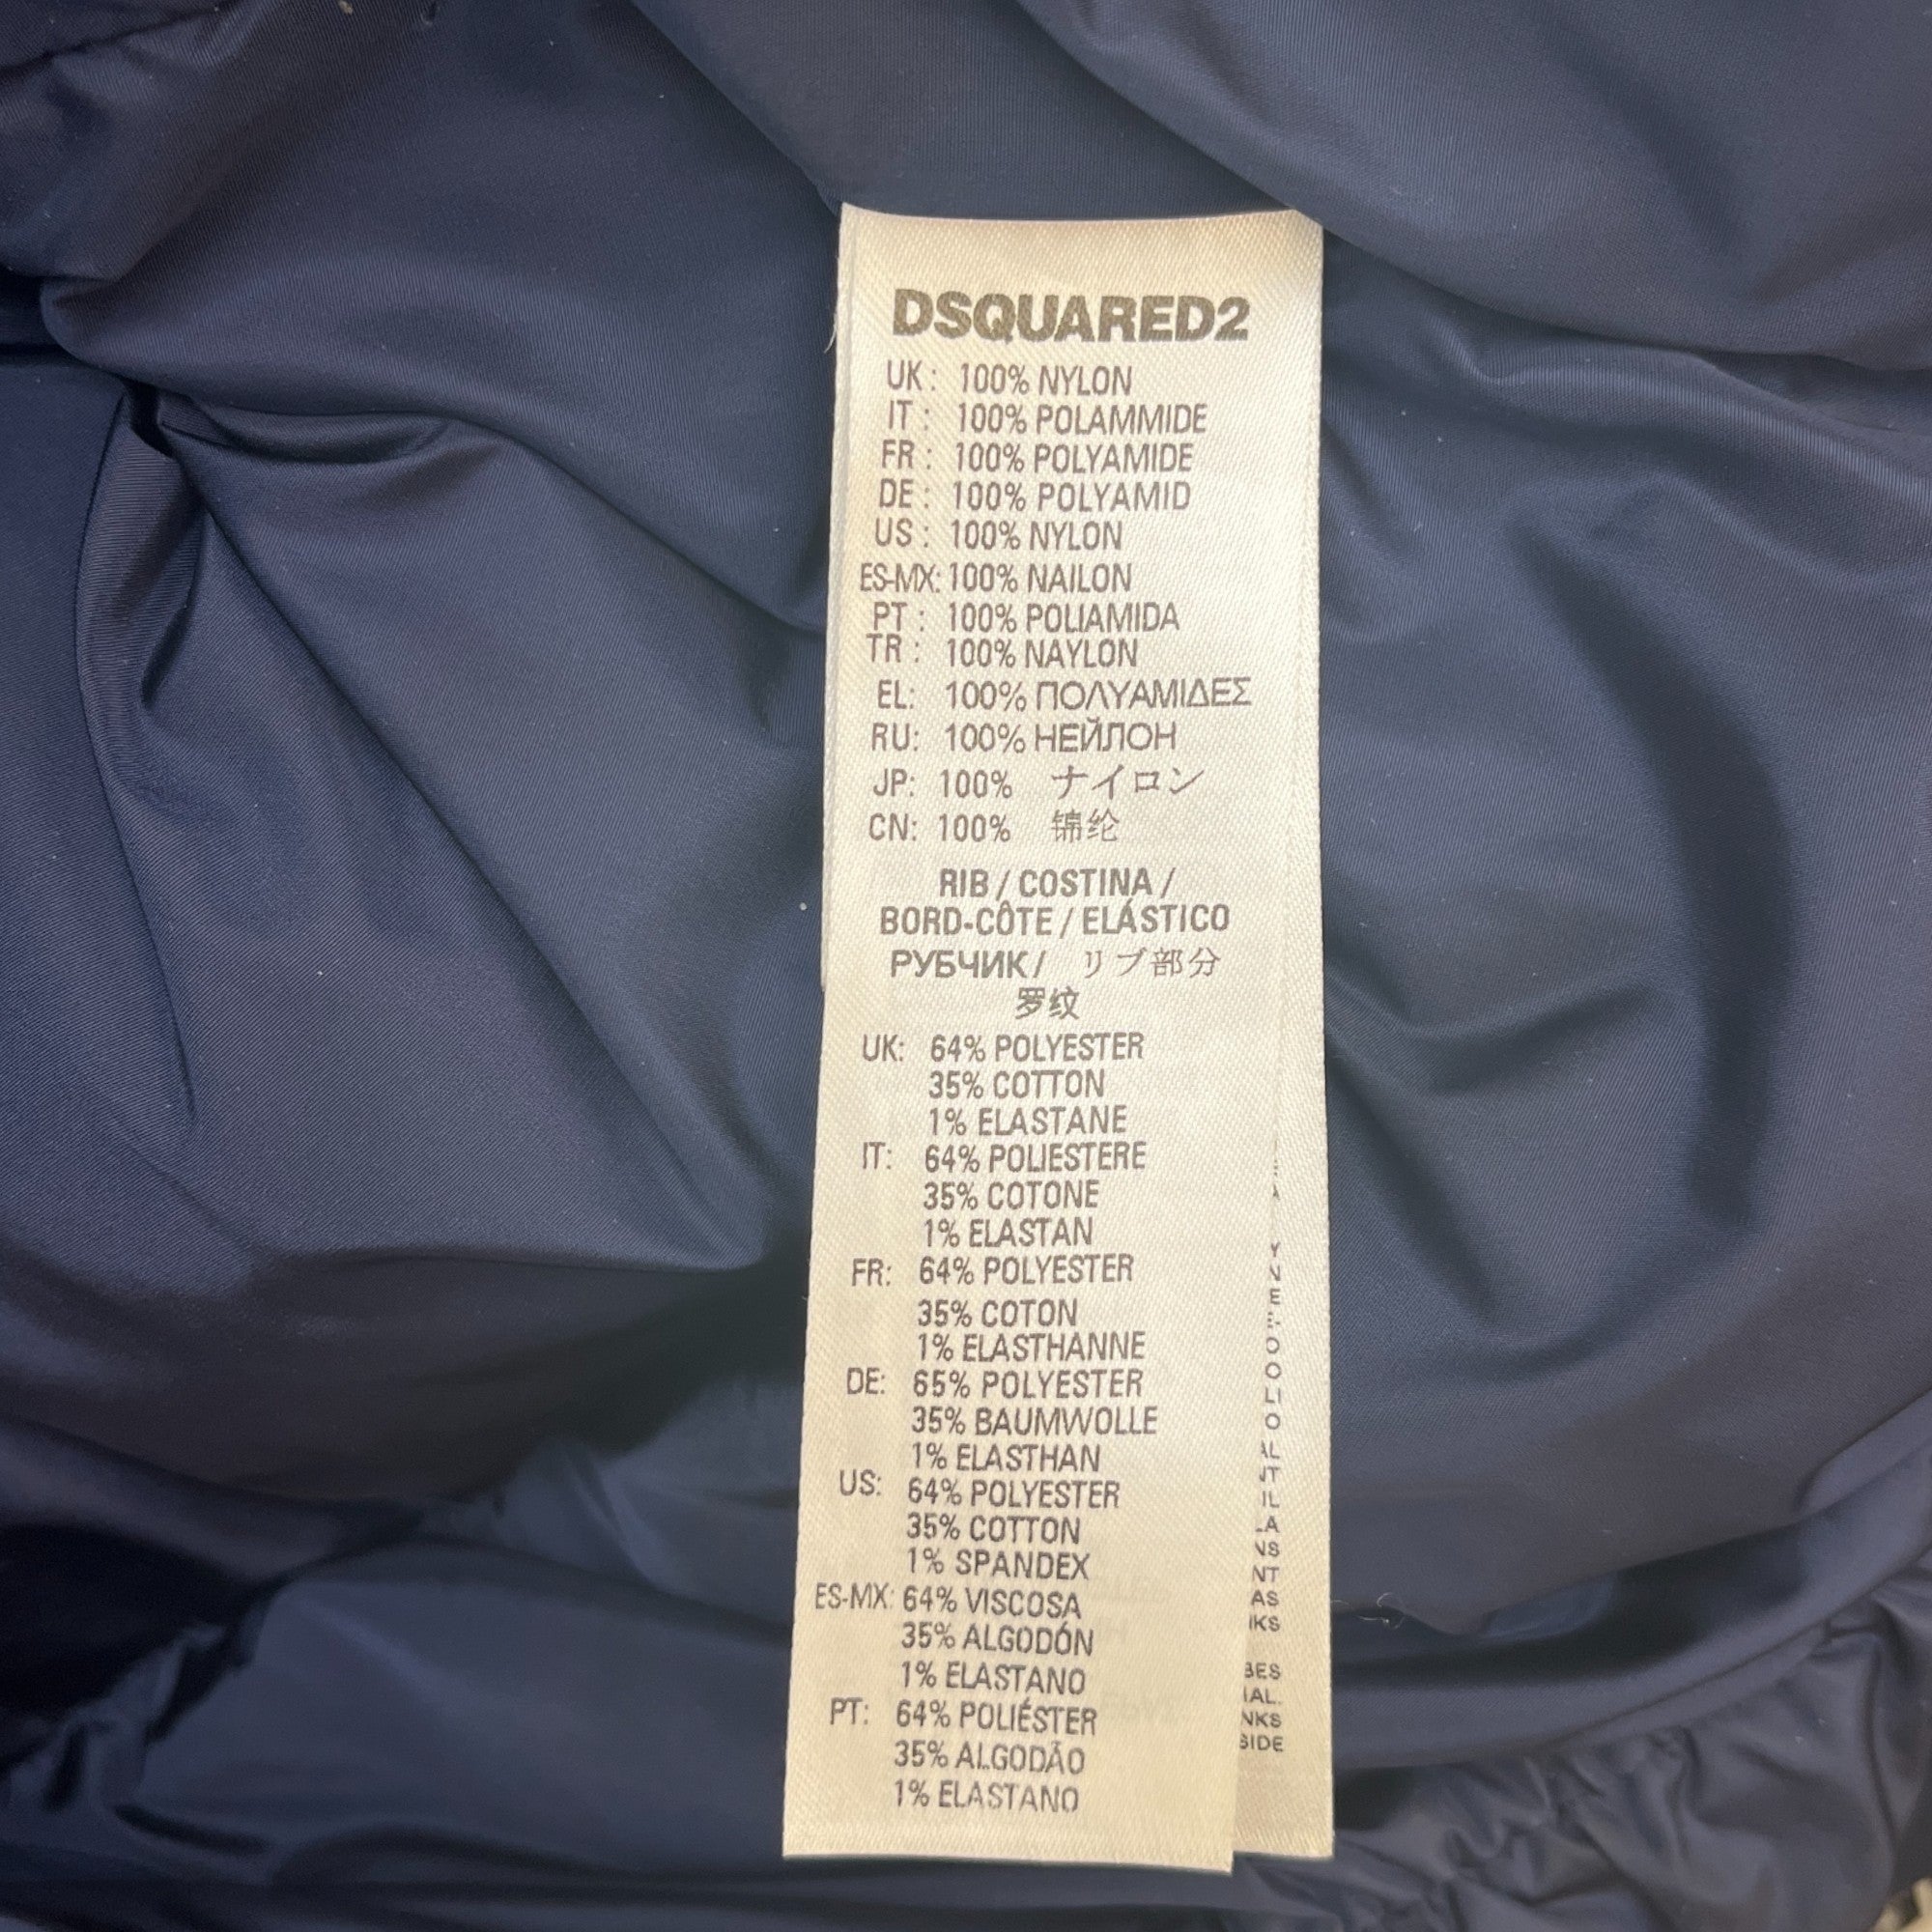 DSQUARED2
UK: 100% NYLON
IT: 100% POLAMMIDE
FR: 100% POLYAMIDE
DE: 100% POLYAMID
US: 100% NYLON
ES-MX: 100% NAILON
PT: 100% POLIAMIDA
TR: 100% NAYLON
EL: 100% ΠΟΛΥΑΜΙΔΕΣ
RU: 100% НЕЙЛОН
JP: 100% ナイロン
CN: 100% 锦纶
RIB / COSTINA /
BORD-CÔTE / ELÁSTICO
РУБЧИК / リブ部分
罗纹
UK: 64% POLYESTER
35% COTTON
1% ELASTANE
IT: 64% POLIESTERE
35% COTONE
1% ELASTAN
FR: 64% POLYESTER
35% COTON
1% ELASTHANNE
DE: 65% POLYESTER
35% BAUMWOLLE
1% ELASTHAN
US: 64% POLYESTER
35% COTTON
1% SPANDEX
ES-MX: 64% VISCOSA
35% ALGODÓN
1% ELASTANO
PT: 64% POLIÉSTER
35% ALGODÃO
1% ELASTANO